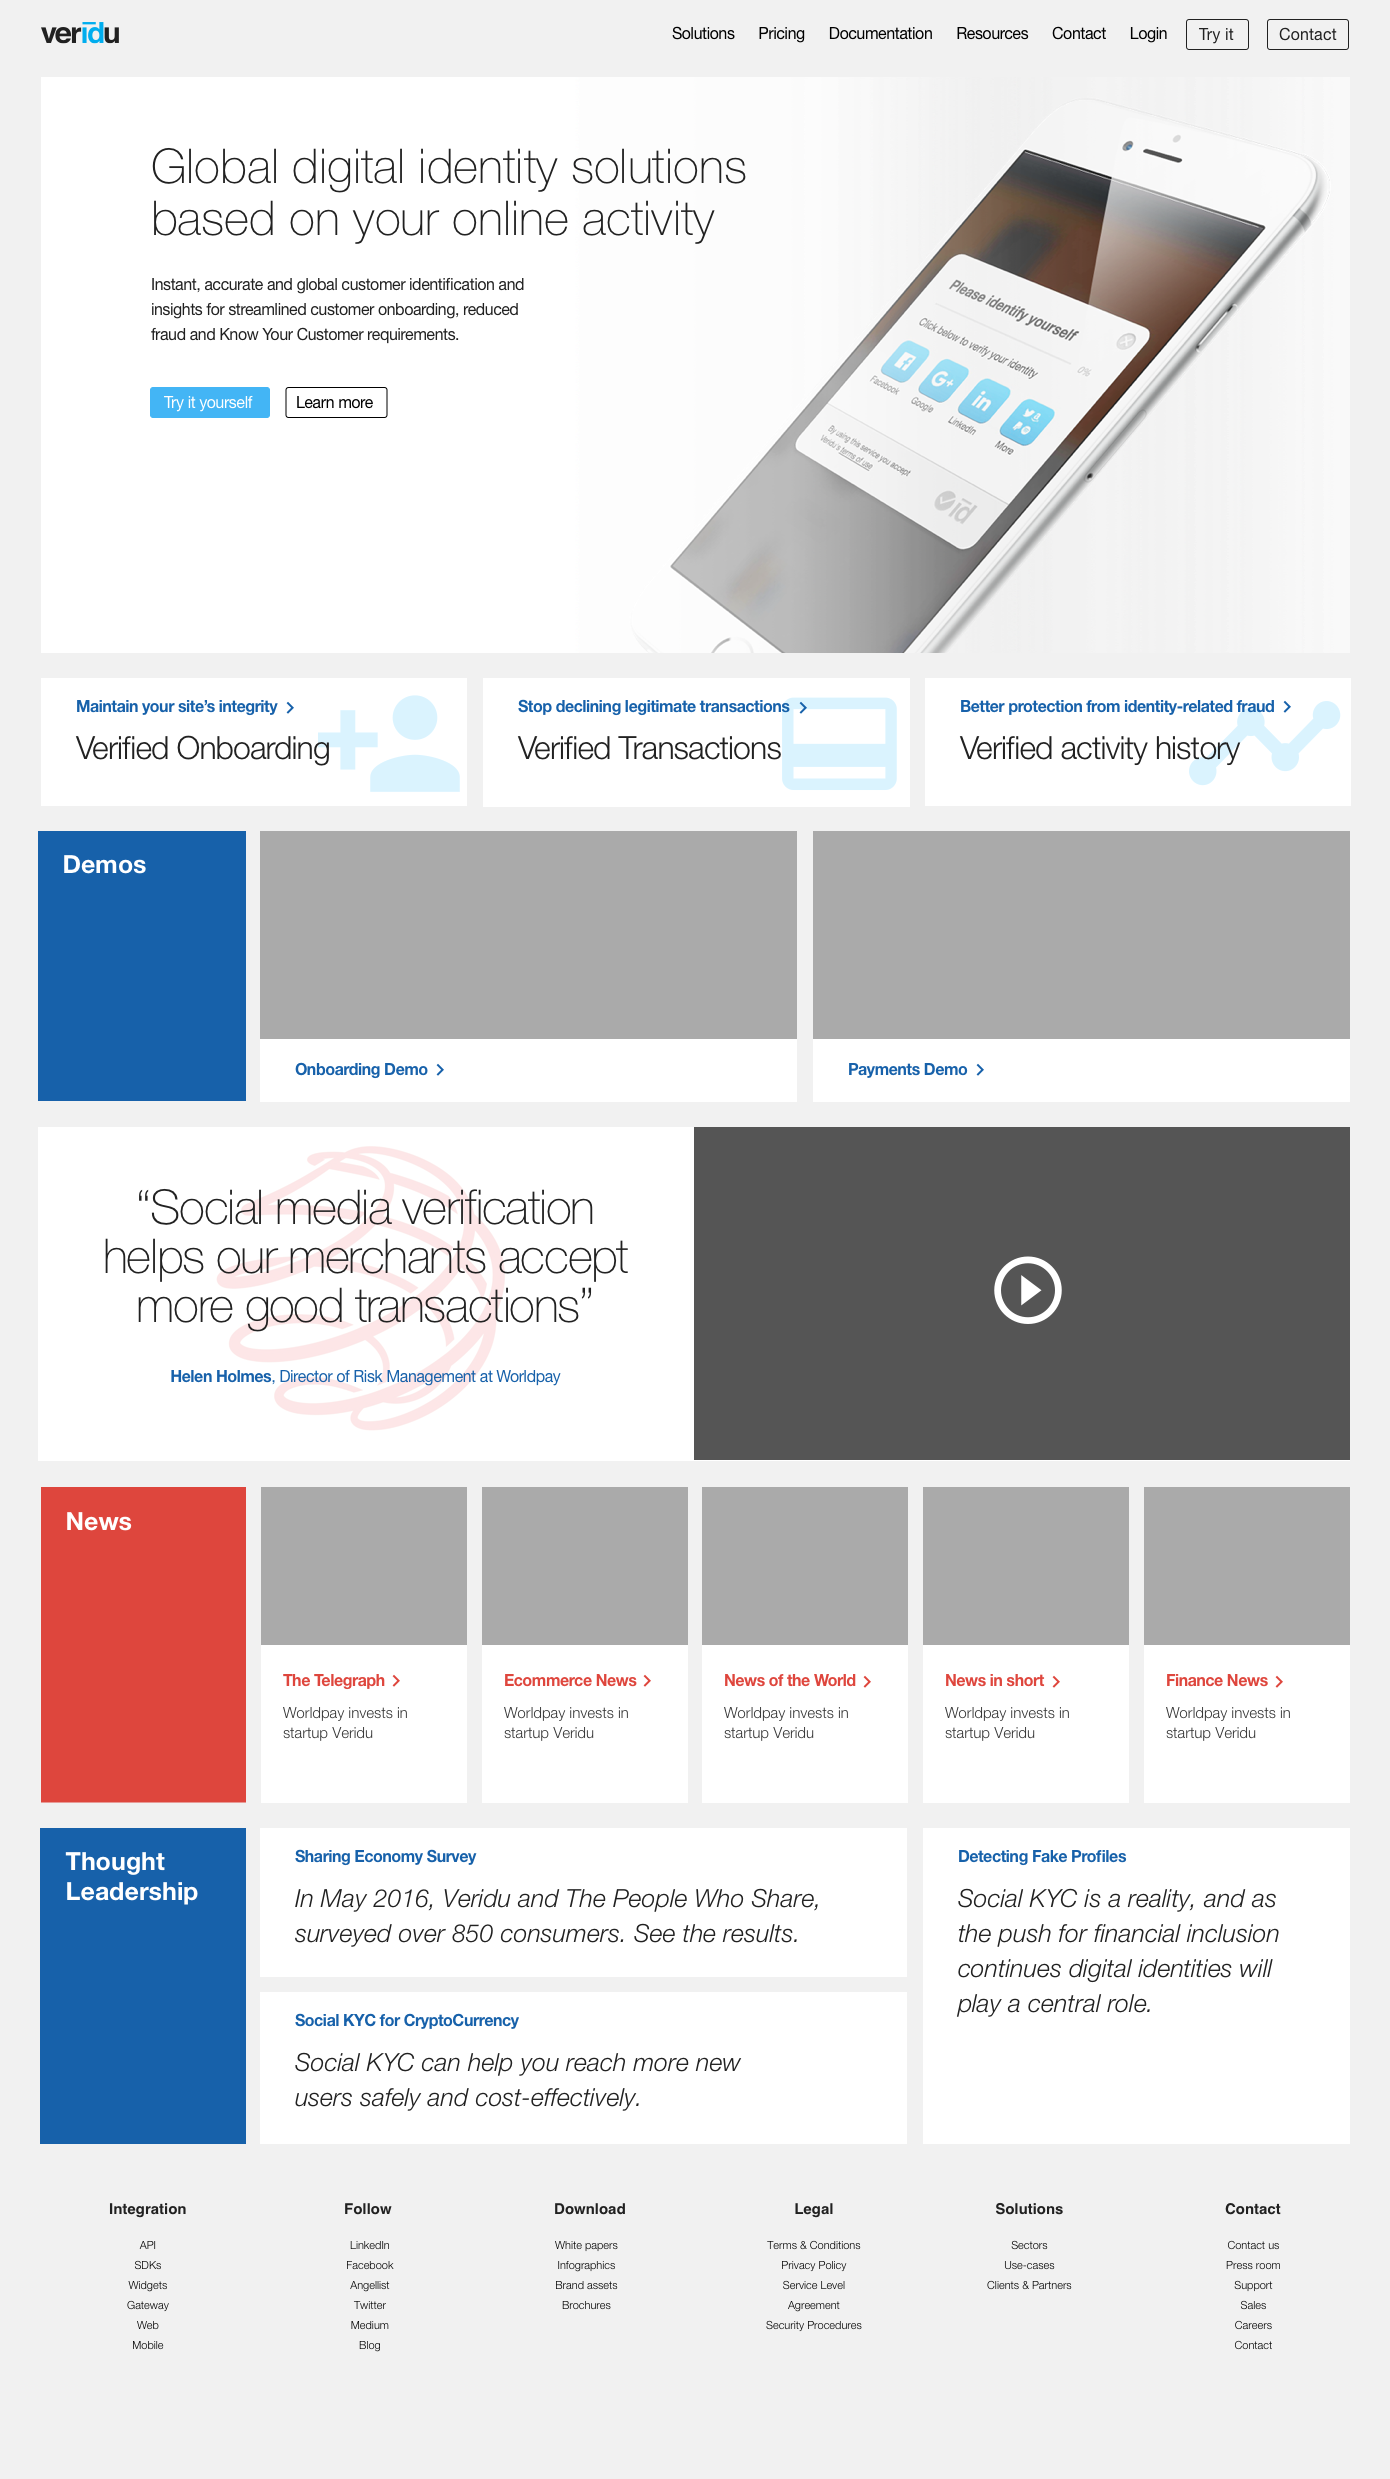 verīdu
Solutions Pricing Documentation Resources Contact Login Try it Contact
Global digital identity solutions
based on your online activity
Instant, accurate and global customer identification and
insights for streamlined customer onboarding, reduced
fraud and Know Your Customer requirements.
Try it yourself Learn more
Please identify yourself
0%
Click below to verify your identity
Facebook Google LinkedIn More
By using this service you accept
Veridu's terms of use
īd
Maintain your site’s integrity
Verified Onboarding
Stop declining legitimate transactions
Verified Transactions
Better protection from identity-related fraud
Verified activity history
Demos
Onboarding Demo
Payments Demo
“Social media verification
helps our merchants accept
more good transactions”
Helen Holmes, Director of Risk Management at Worldpay
News
The Telegraph
Worldpay invests in
startup Veridu
Ecommerce News
Worldpay invests in
startup Veridu
News of the World
Worldpay invests in
startup Veridu
News in short
Worldpay invests in
startup Veridu
Finance News
Worldpay invests in
startup Veridu
Thought
Leadership
Sharing Economy Survey
In May 2016, Veridu and The People Who Share,
surveyed over 850 consumers. See the results.
Social KYC for CryptoCurrency
Social KYC can help you reach more new
users safely and cost-effectively.
Detecting Fake Profiles
Social KYC is a reality, and as
the push for financial inclusion
continues digital identities will
play a central role.
Integration
API
SDKs
Widgets
Gateway
Web
Mobile
Follow
LinkedIn
Facebook
Angellist
Twitter
Medium
Blog
Download
White papers
Infographics
Brand assets
Brochures
Legal
Terms & Conditions
Privacy Policy
Service Level
Agreement
Security Procedures
Solutions
Sectors
Use-cases
Clients & Partners
Contact
Contact us
Press room
Support
Sales
Careers
Contact